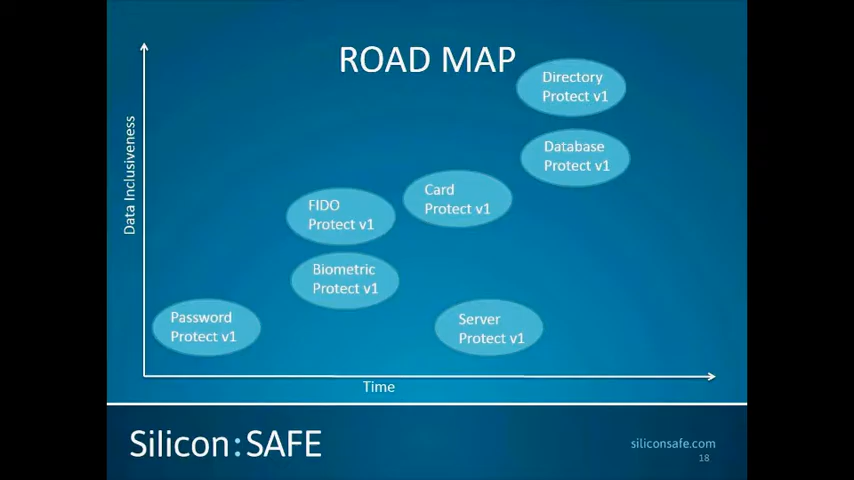 ROAD MAP
Directory
Protect v1
Database
Protect v1
Card
Protect v1
FIDO
Protect v1
Biometric
Protect v1
Password
Protect v1
Server
Protect v1
Data Inclusiveness
Time
Silicon:SAFE
siliconsafe.com
18